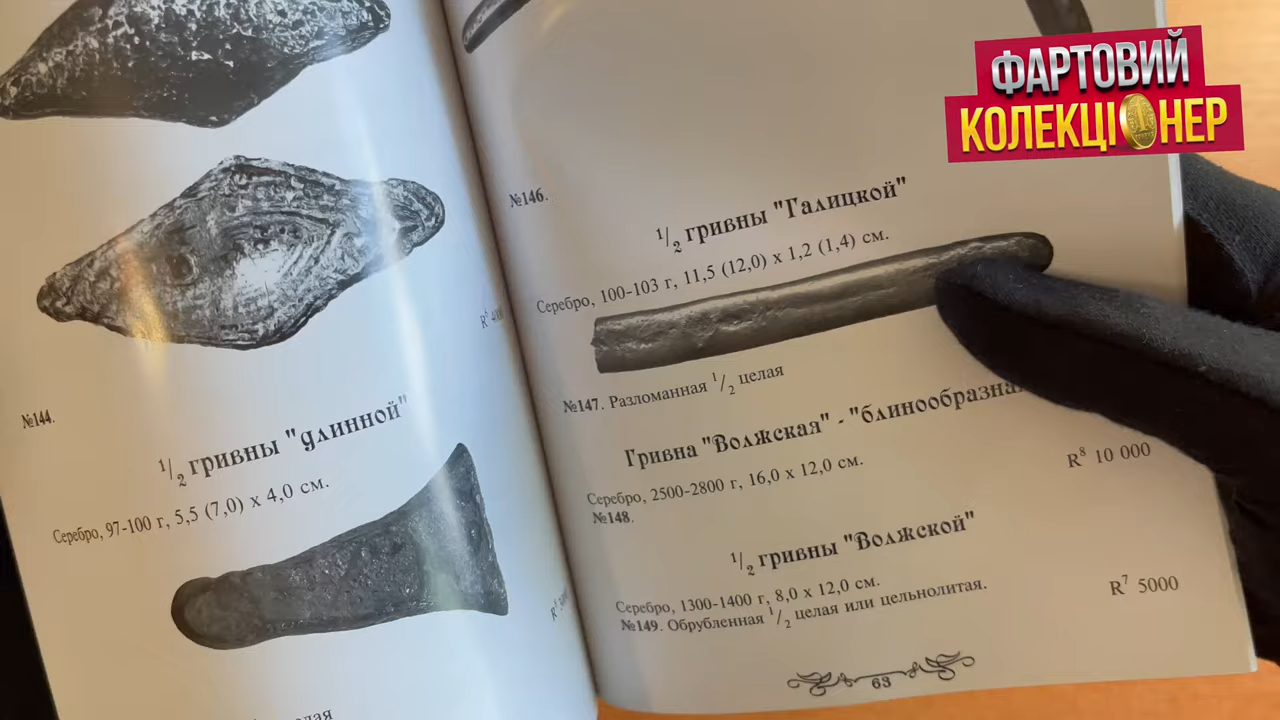 ФАРТОВИЙ
КОЛЕКЦІОНЕР
№144.
1/2 гривны "длинной"
Серебро, 97-100 г, 5,5 (7,0) х 4,0 см.
№146.
1/2 гривны "Галицкой"
Серебро, 100-103 г, 11,5 (12,0) х 1,2 (1,4) см.
№147. Разломанная 1/2 целая
Гривна "Волжская" - "блинообразная
Серебро, 2500-2800 г, 16,0 х 12,0 см.
№148.
R8 10 000
1/2 гривны "Волжской"
Серебро, 1300-1400 г, 8,0 х 12,0 см.
№149. Обрубленная 1/2 целая или цельнолитая.
R7 5000
63